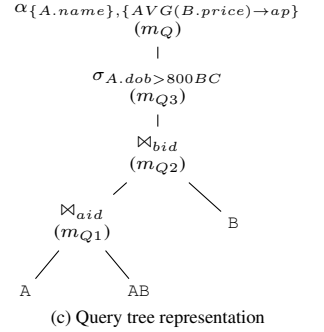 α{A.name},{AVG(B.price)→ap}
(mQ)
σA.dob>800BC
(mQ3)
⋈bid
(mQ2)
⋈aid
(mQ1)
B
A AB
(c) Query tree representation